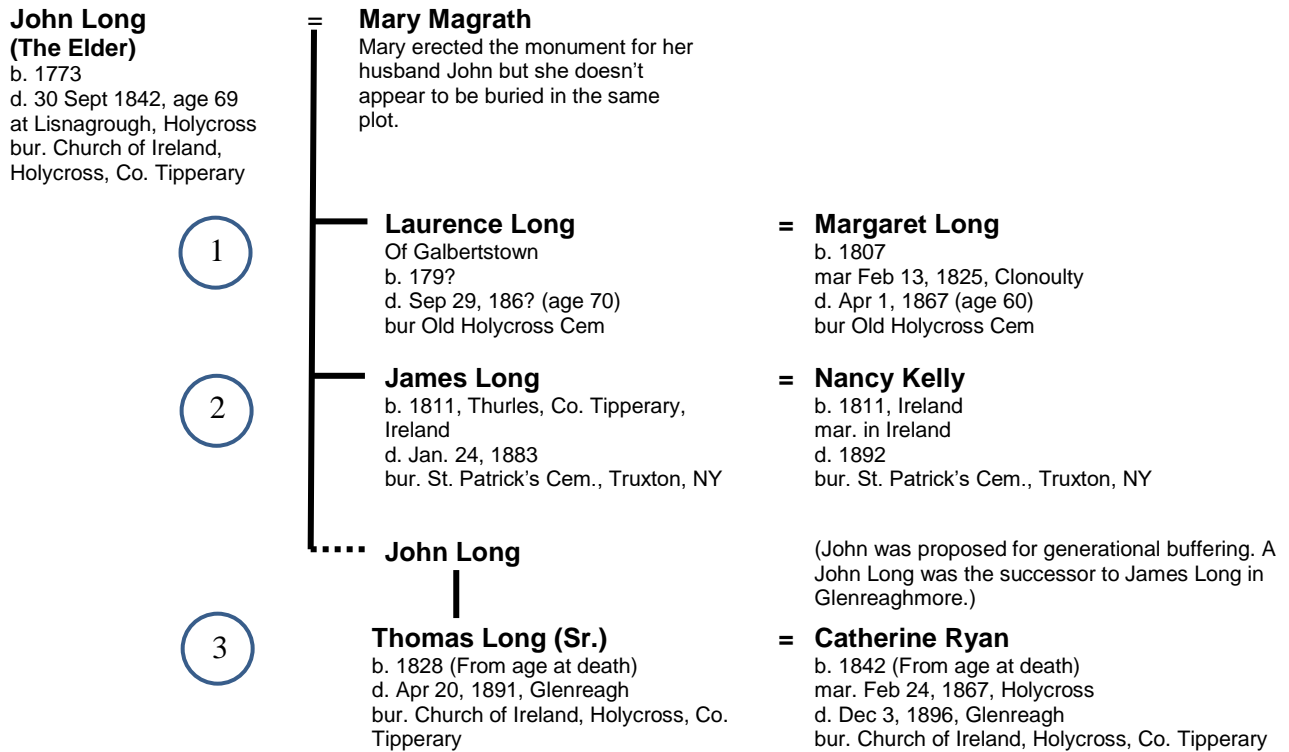 John Long
(The Elder)
b. 1773
d. 30 Sept 1842, age 69
at Lisnagrough, Holycross
bur. Church of Ireland,
Holycross, Co. Tipperary
=
Mary Magrath
Mary erected the monument for her
husband John but she doesn’t
appear to be buried in the same
plot.
1
Laurence Long
Of Galbertstown
b. 179?
d. Sep 29, 186? (age 70)
bur Old Holycross Cem
=
Margaret Long
b. 1807
mar Feb 13, 1825, Clonoulty
d. Apr 1, 1867 (age 60)
bur Old Holycross Cem
2
James Long
b. 1811, Thurles, Co. Tipperary,
Ireland
d. Jan. 24, 1883
bur. St. Patrick’s Cem., Truxton, NY
=
Nancy Kelly
b. 1811, Ireland
mar. in Ireland
d. 1892
bur. St. Patrick’s Cem., Truxton, NY
John Long
(John was proposed for generational buffering. A
John Long was the successor to James Long in
Glenreaghmore.)
3
Thomas Long (Sr.)
b. 1828 (From age at death)
d. Apr 20, 1891, Glenreagh
bur. Church of Ireland, Holycross, Co.
Tipperary
=
Catherine Ryan
b. 1842 (From age at death)
mar. Feb 24, 1867, Holycross
d. Dec 3, 1896, Glenreagh
bur. Church of Ireland, Holycross, Co. Tipperary